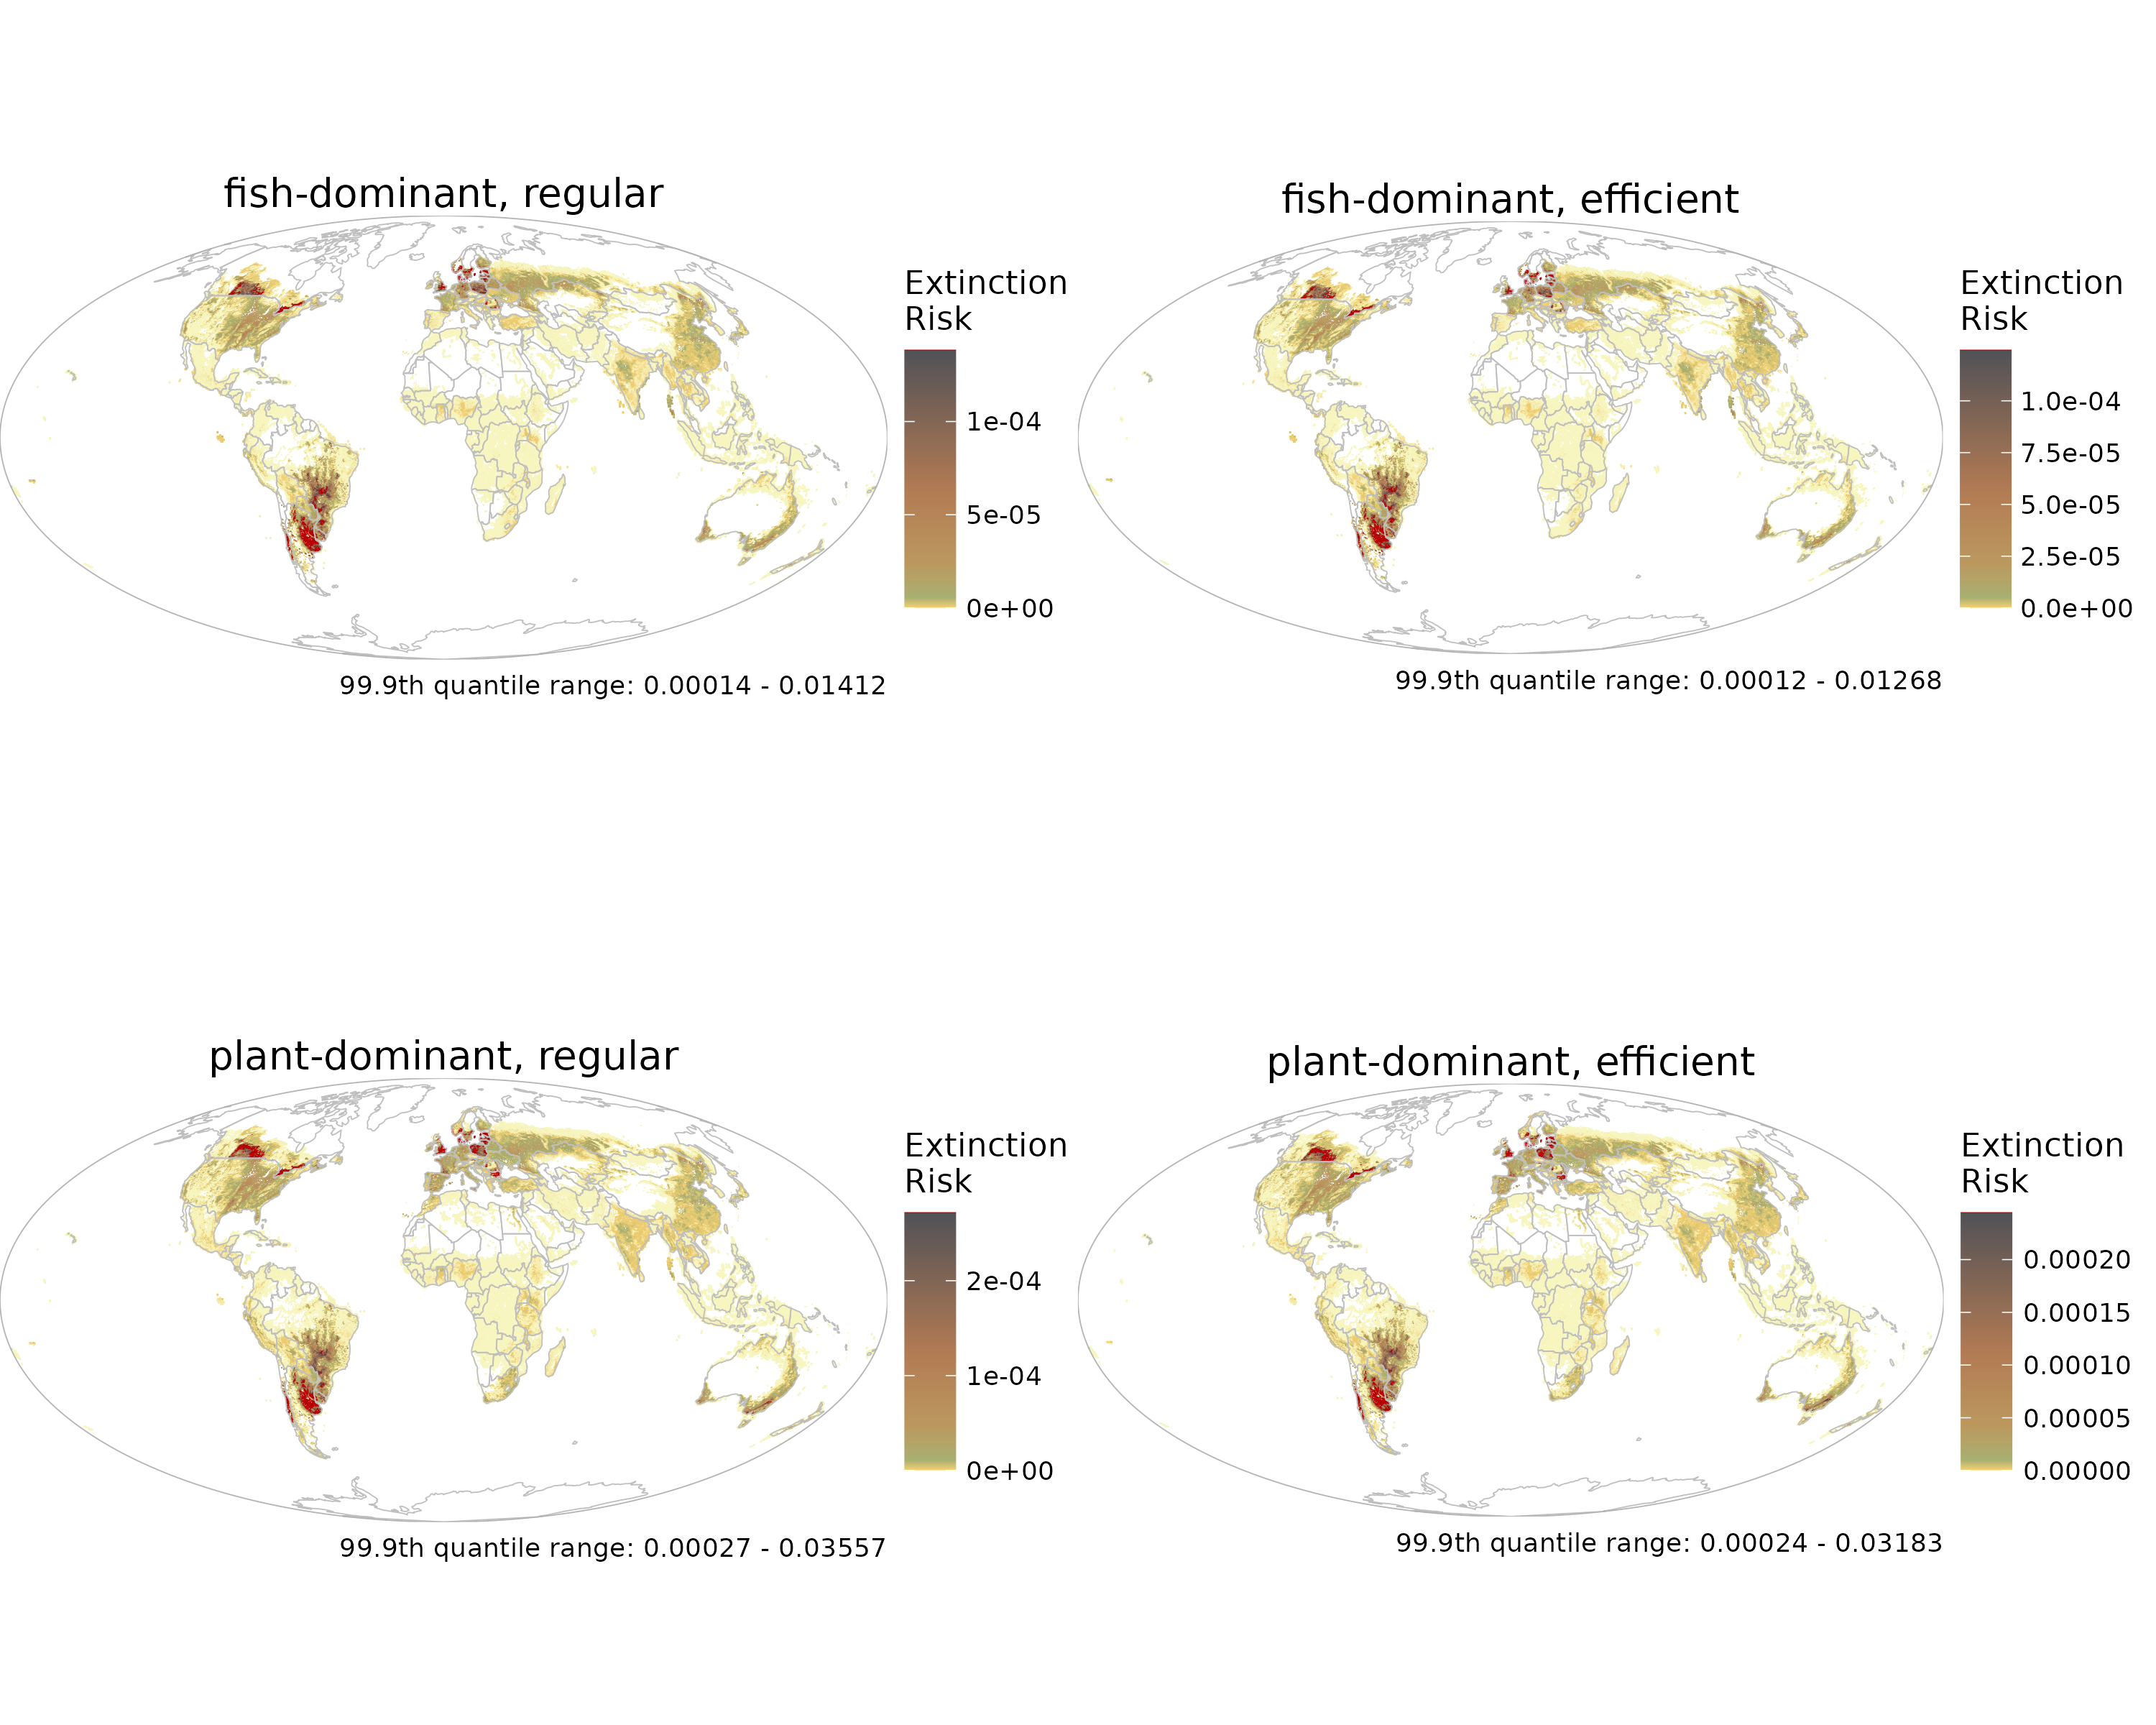 fish-dominant, regular
Extinction
Risk
1e-04
5e-05
0e+00
99.9th quantile range: 0.00014 - 0.01412
fish-dominant, efficient
Extinction
Risk
1.0e-04
7.5e-05
5.0e-05
2.5e-05
0.0e+00
99.9th quantile range: 0.00012 - 0.01268
plant-dominant, regular
Extinction
Risk
2e-04
1e-04
0e+00
99.9th quantile range: 0.00027 - 0.03557
plant-dominant, efficient
Extinction
Risk
0.00020
0.00015
0.00010
0.00005
0.00000
99.9th quantile range: 0.00024 - 0.03183